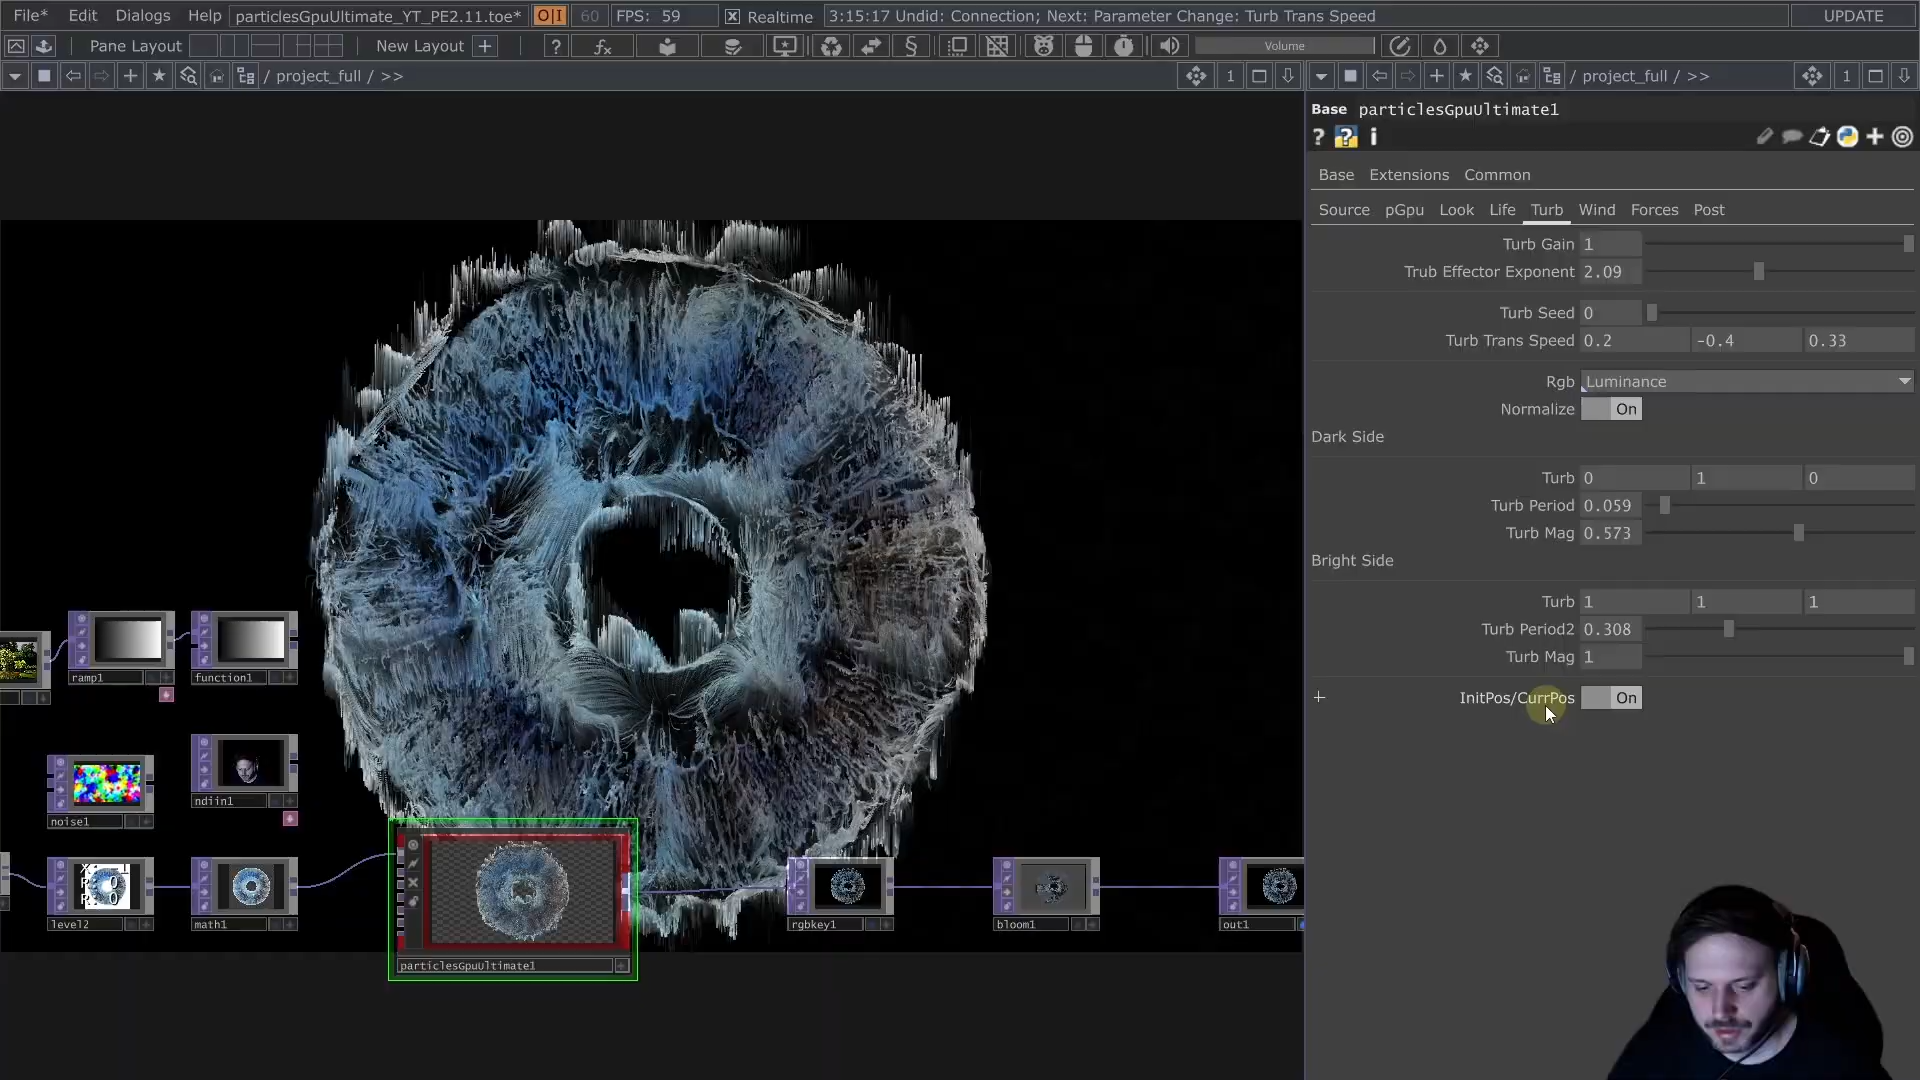 File* Edit Dialogs Help particlesGpuUltimate_YT_PE2.11.toe* O|I 60 FPS: 59 Realtime 3:15:17 Undid: Connection; Next: Parameter Change: Turb Trans Speed UPDATE
Pane Layout New Layout + ? fx Volume
/ project_full / >> 1
/ project_full / >> 1
Base particlesGpuUltimate1
? ? i
Base Extensions Common
Source pGpu Look Life Turb Wind Forces Post
Turb Gain 1
Trub Effector Exponent 2.09
Turb Seed 0
Turb Trans Speed 0.2 -0.4 0.33
Rgb Luminance
Normalize On
Dark Side
Turb 0 1 0
Turb Period 0.059
Turb Mag 0.573
Bright Side
Turb 1 1 1
Turb Period2 0.308
Turb Mag 1
+ InitPos/CurrPos On
ramp1 function1
noise1 ndiin1
level2 math1 particlesGpuUltimate1 rgbkey1 bloom1 out1